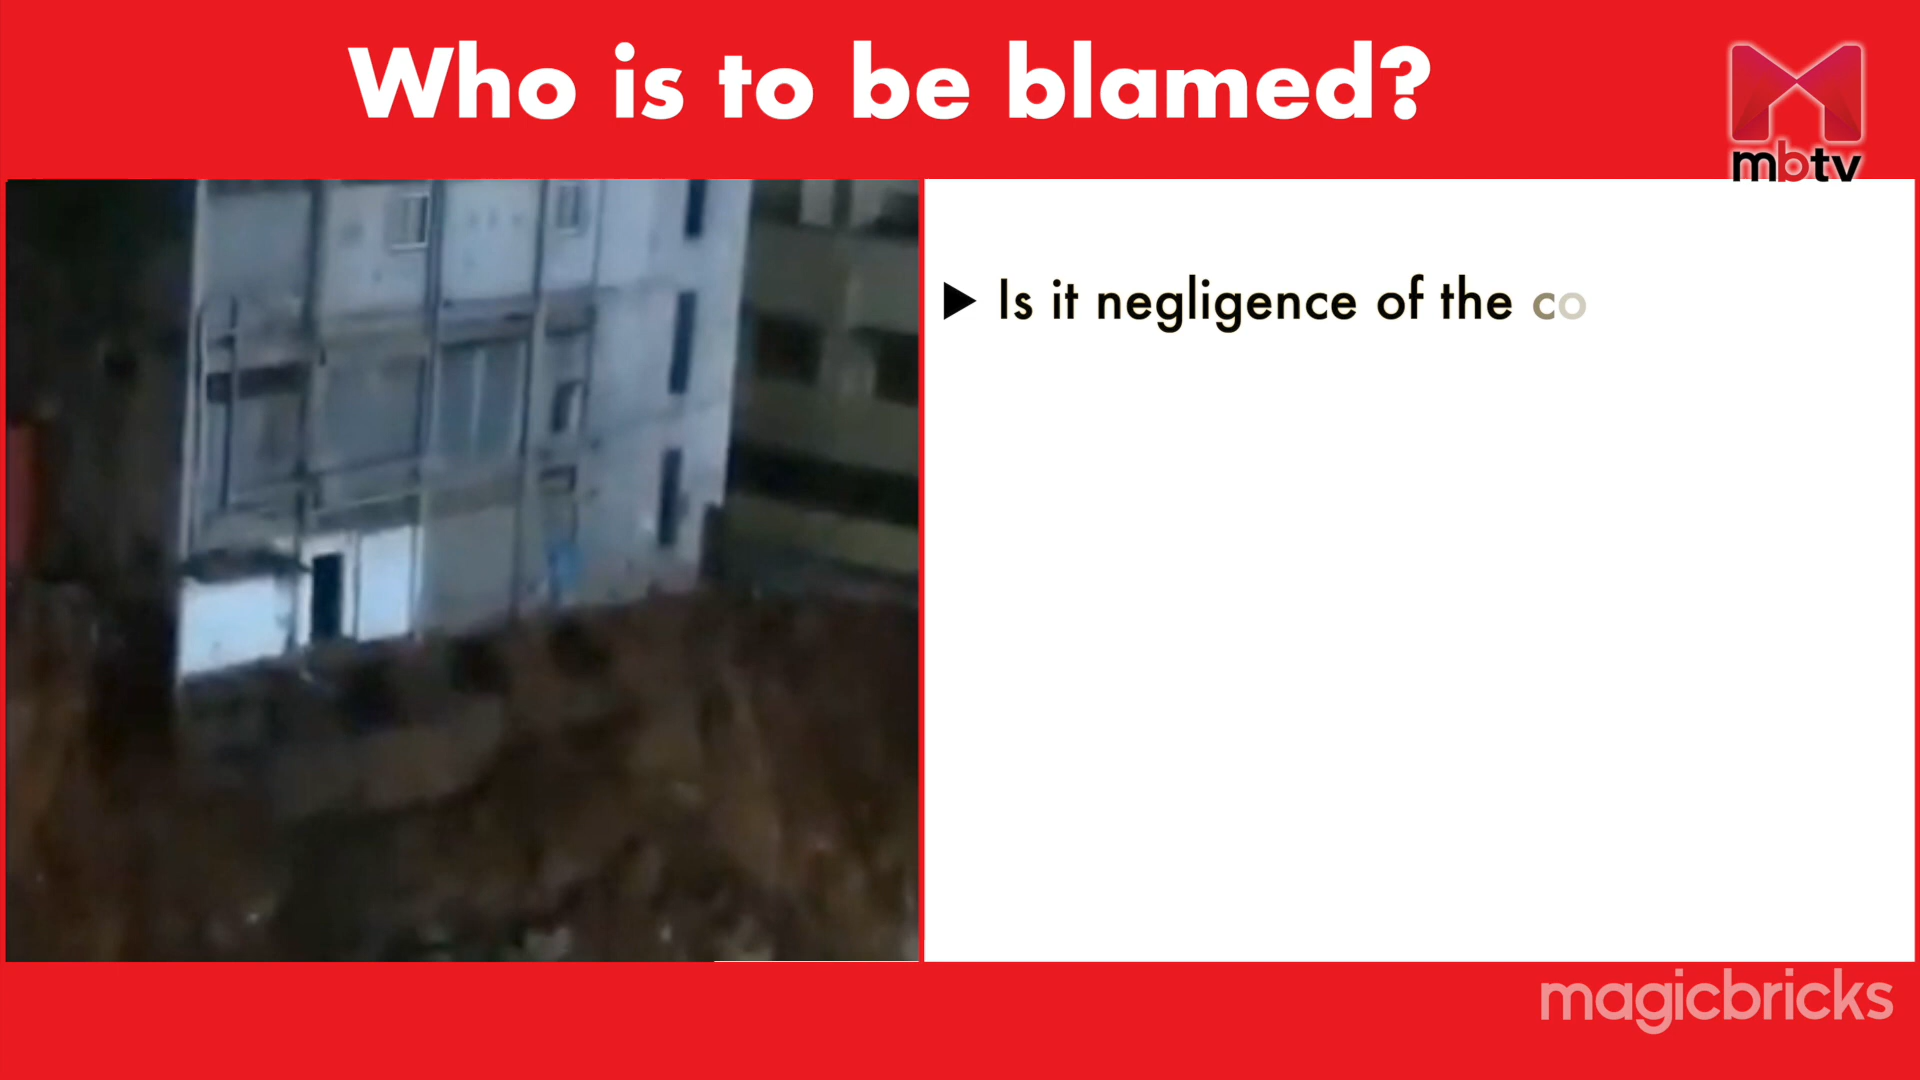 Who is to be blamed?
mbtv
▶ Is it negligence of the co
magicbricks